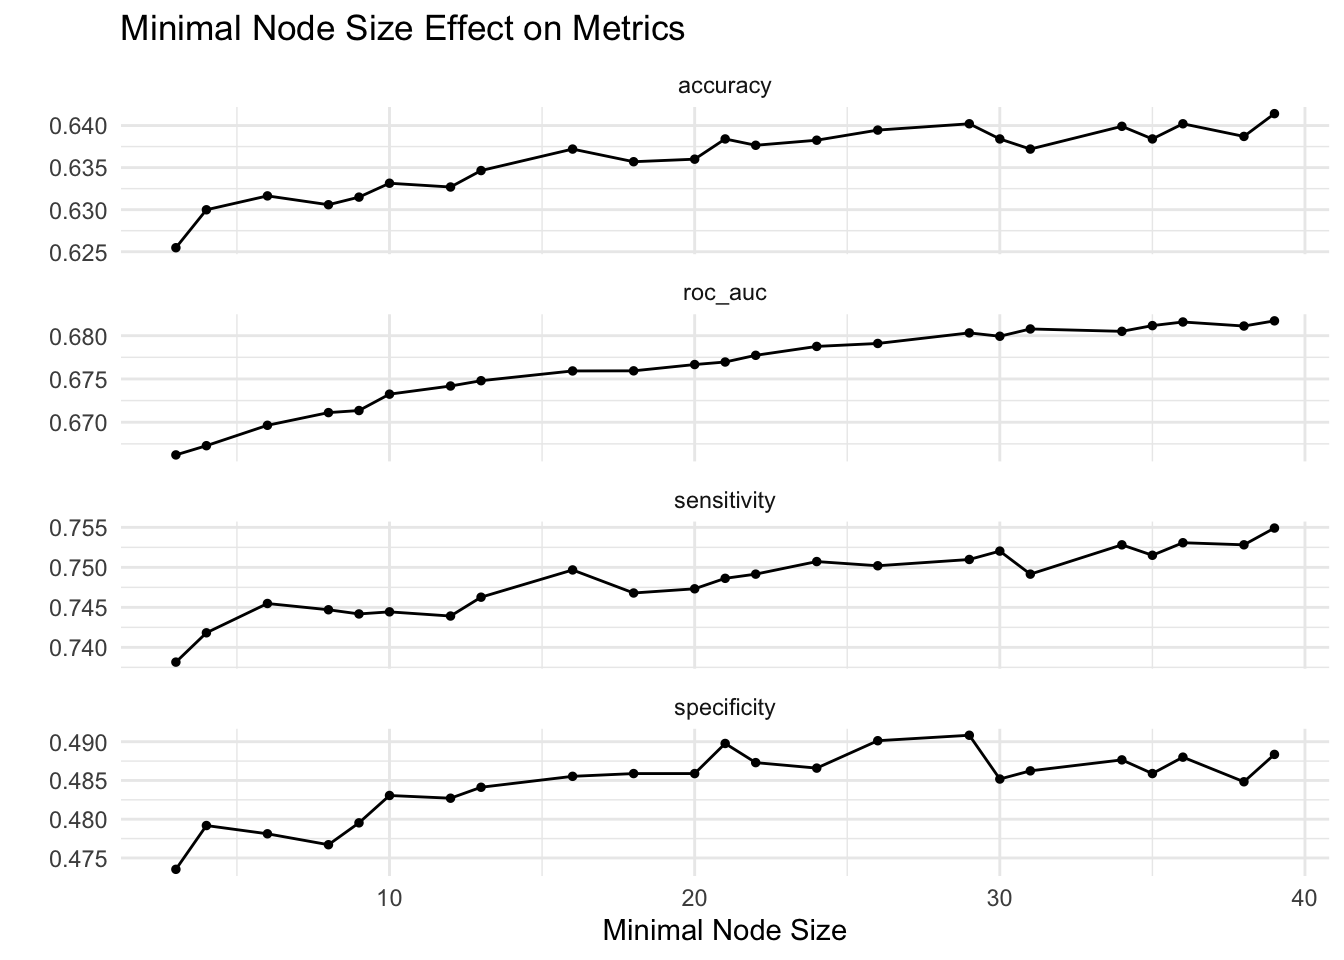 Minimal Node Size Effect on Metrics
accuracy
0.640
0.635
0.630
0.625
roc_auc
0.680
0.675
0.670
sensitivity
0.755
0.750
0.745
0.740
specificity
0.490
0.485
0.480
0.475
10 20 30 40
Minimal Node Size